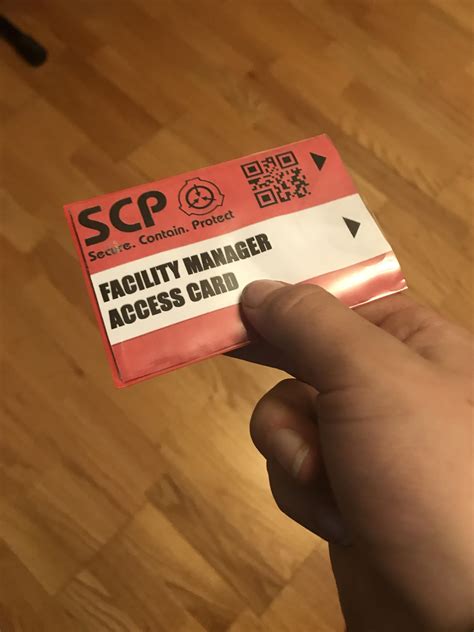 SCP
Secure. Contain. Protect
FACILITY MANAGER
ACCESS CARD